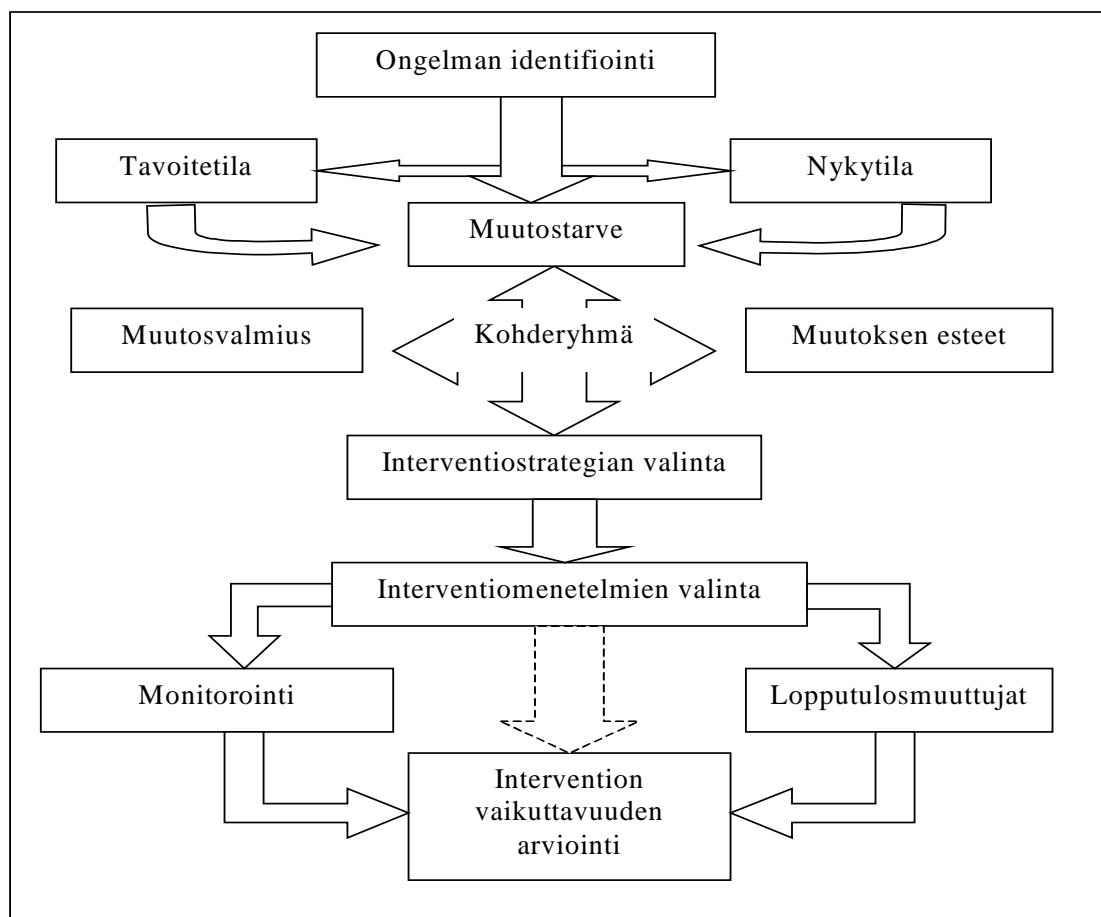 Ongelman identifiointi
Tavoitetila
Nykytila
Muutostarve
Muutosvalmius
Kohderyhmä
Muutoksen esteet
Interventiostrategian valinta
Interventiomenetelmien valinta
Monitorointi
Lopputulosmuuttujat
Intervention
vaikuttavuuden
arviointi